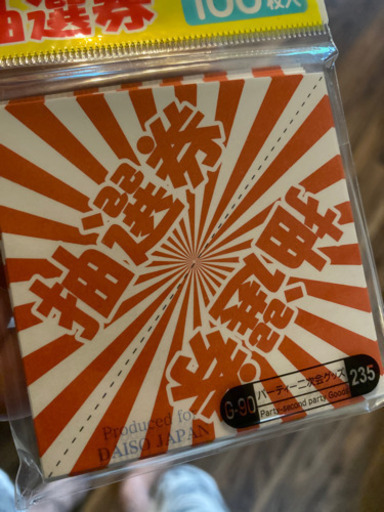 抽選券
100枚入
抽選券
抽選券
G-90
パーティー二次会グッズ
Party-second party Goods
235
Produced for
DAISO JAPAN